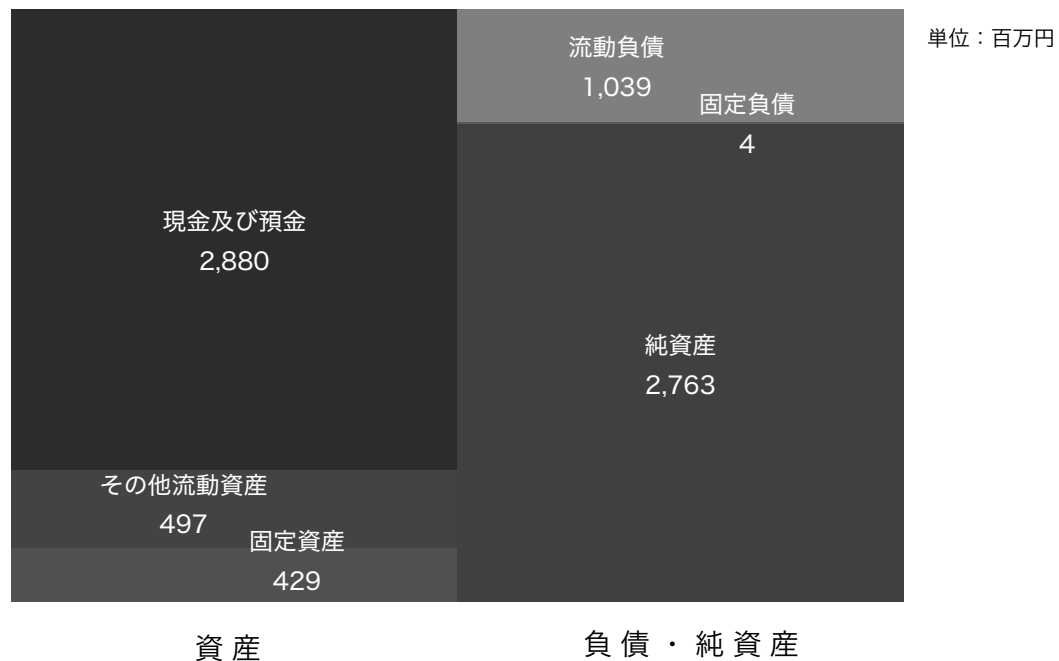 単位：百万円
現金及び預金
2,880
その他流動資産
497
固定資産
429
流動負債
1,039
固定負債
4
純資産
2,763
資産
負債・純資産